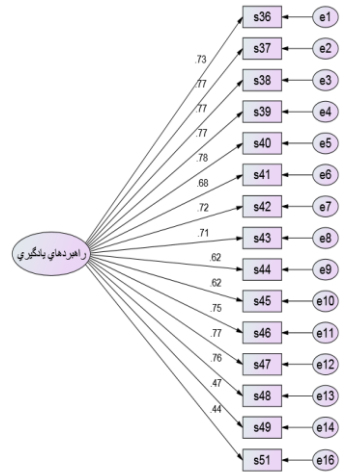 s36 e1
.73
s37 e2
.77
s38 e3
.77
s39 e4
.77
s40 e5
.78
s41 e6
.68
s42 e7
.72
s43 e8
.71
راهبردهاي يادگيري
s44 e9
.62
s45 e10
.62
s46 e11
.75
s47 e12
.77
s48 e13
.76
s49 e14
.47
s51 e16
.44